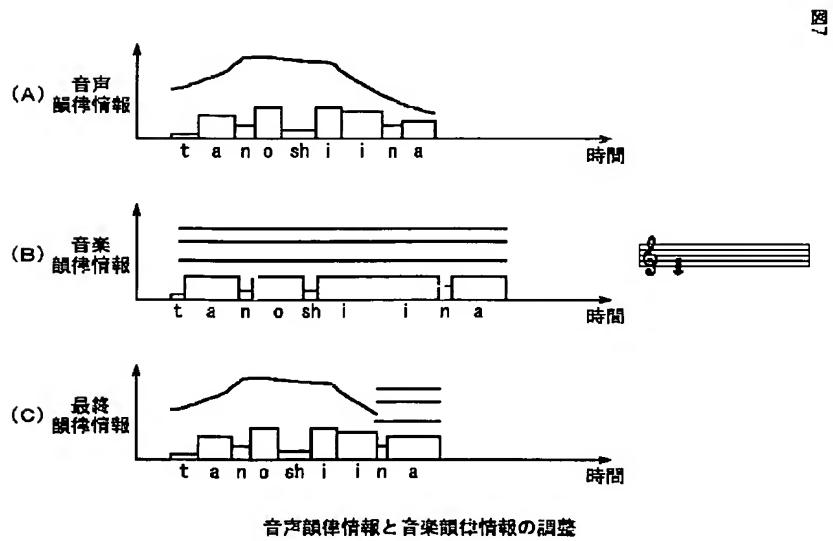 図7
(A) 音声
韻律情報
時間
t a n o sh i i n a
(B) 音楽
韻律情報
時間
t a n o sh i i n a
(C) 最終
韻律情報
時間
t a n o sh i i n a
音声韻律情報と音楽韻律情報の調整